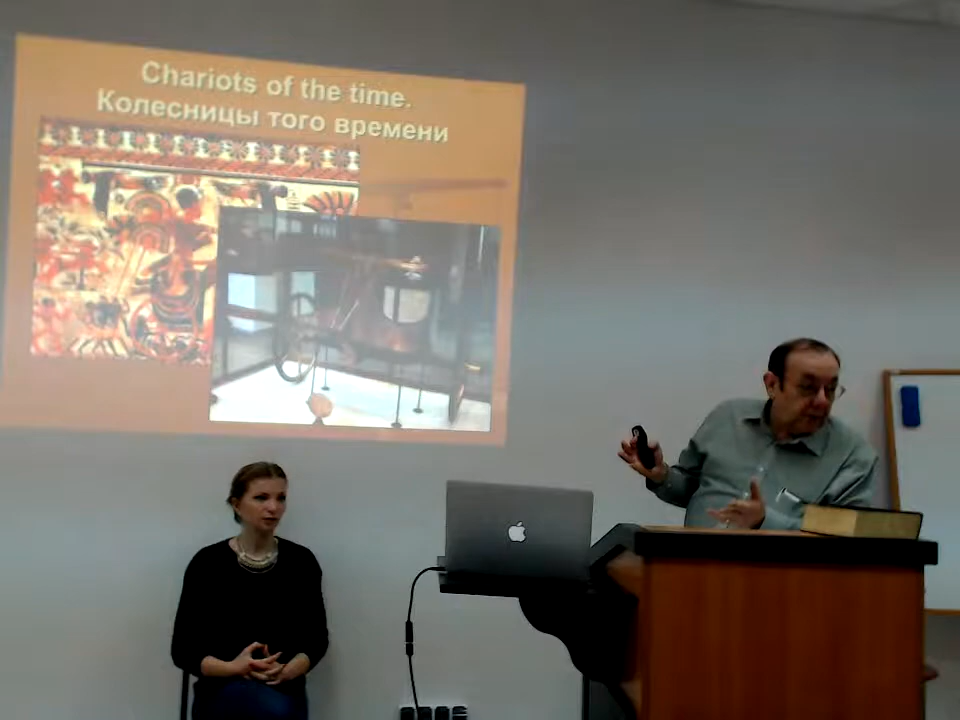 Chariots of the time.
Колесницы того времени